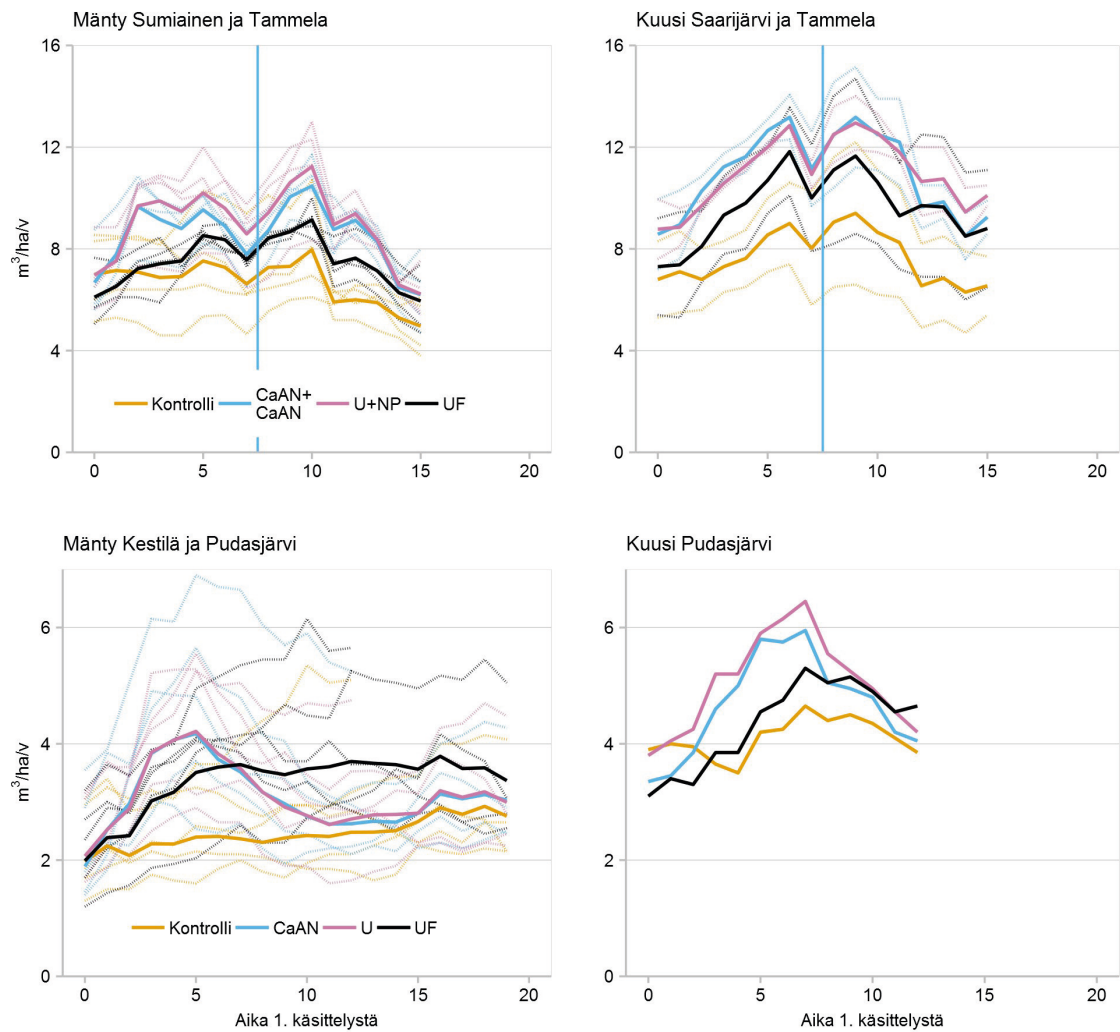 Mänty Sumiainen ja Tammela
16
12
8
4
0
m³/ha/v
Kontrolli
CaAN+
CaAN
U+NP
UF
0 5 10 15 20
Kuusi Saarijärvi ja Tammela
16
12
8
4
0
0 5 10 15 20
Mänty Kestilä ja Pudasjärvi
6
4
2
0
m³/ha/v
Kontrolli CaAN U UF
0 5 10 15 20
Aika 1. käsittelystä
Kuusi Pudasjärvi
6
4
2
0
0 5 10 15 20
Aika 1. käsittelystä